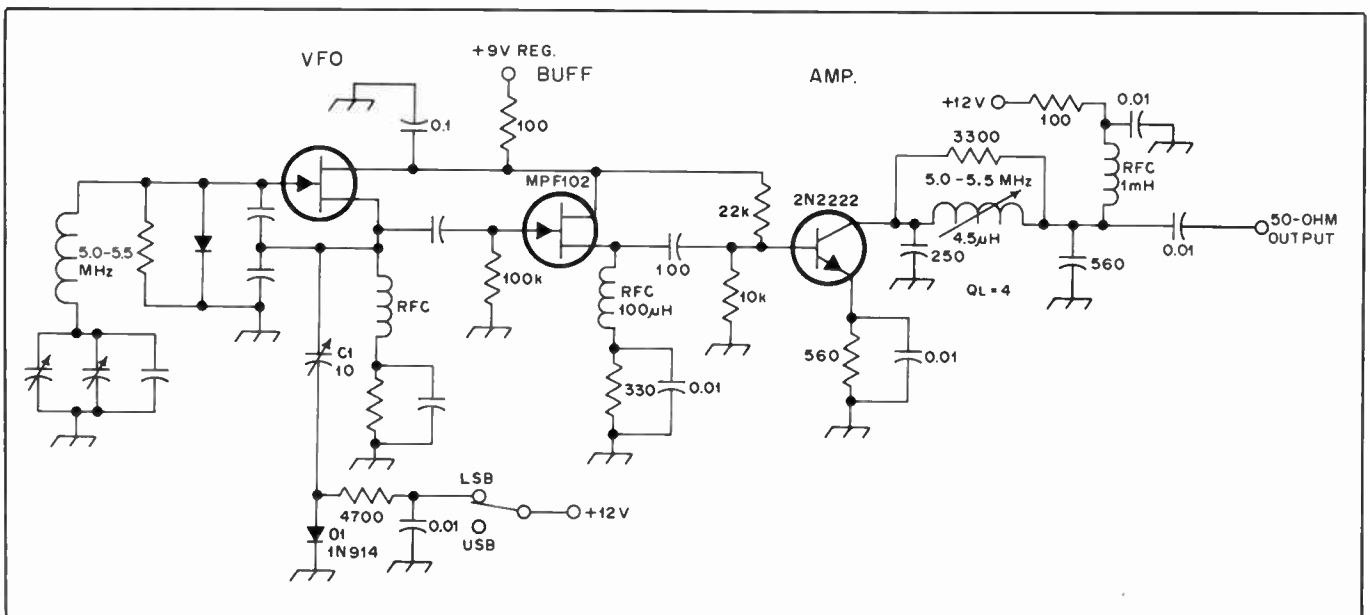 VFO
+9V REG.
BUFF
AMP.
0.1
100
+12V
100
0.01
3300
RFC
1mH
MPF102
22k
2N2222
5.0-5.5 MHz
4.5µH
5.0-5.5
MHz
100k
100
RFC
100µH
10k
250
QL = 4
560
0.01
50-OHM
OUTPUT
RFC
C1
10
330
0.01
560
0.01
LSB
4700
0.01
USB
+12V
D1
1N914